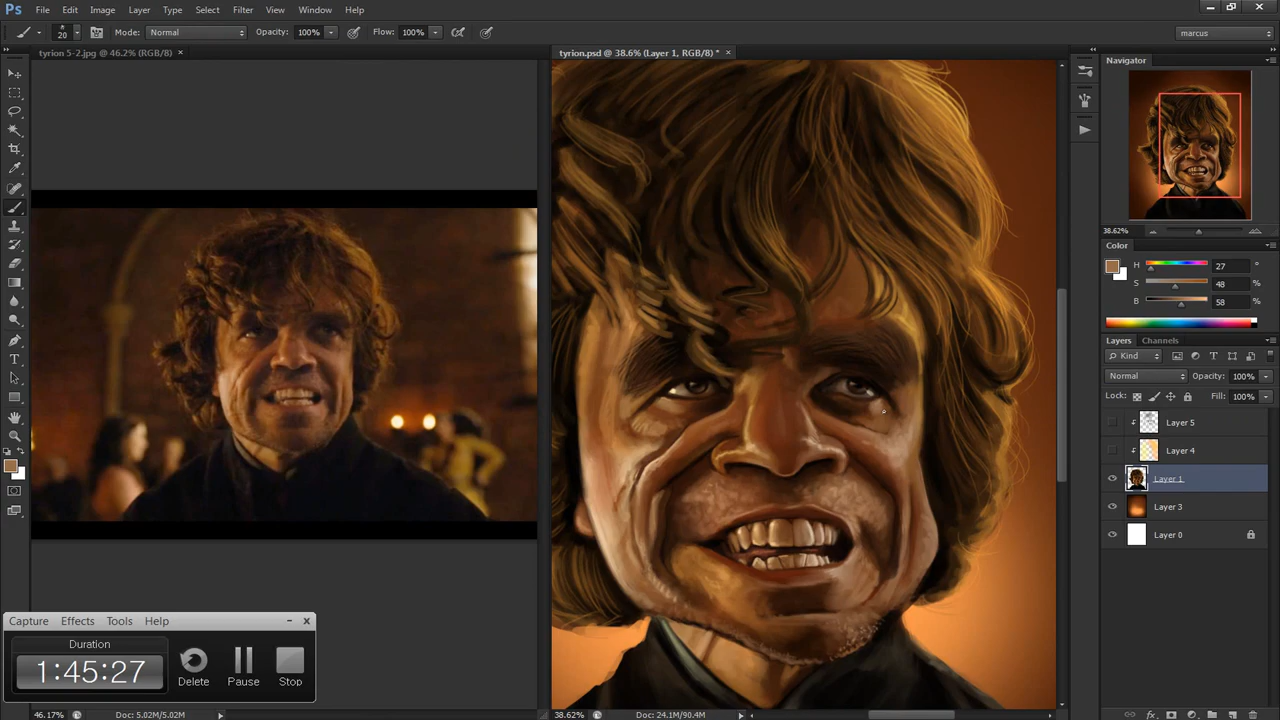 Ps File Edit Image Layer Type Select Filter View Window Help
20 Mode: Normal Opacity: 100% Flow: 100% marcus
tyrion 5-2.jpg @ 46.2% (RGB/8) ×
tyrion.psd @ 38.6% (Layer 1, RGB/8) * ×
Navigator
38.62%
Color
H 27 °
S 48 %
B 58 %
Layers Channels
Kind
Normal Opacity: 100%
Lock: Fill: 100%
Layer 5
Layer 4
Layer 1
Layer 3
Layer 0
Capture Effects Tools Help
Duration
1:45:27
Delete Pause Stop
46.17% Doc: 5.02M/5.02M
38.62% Doc: 24.1M/90.4M